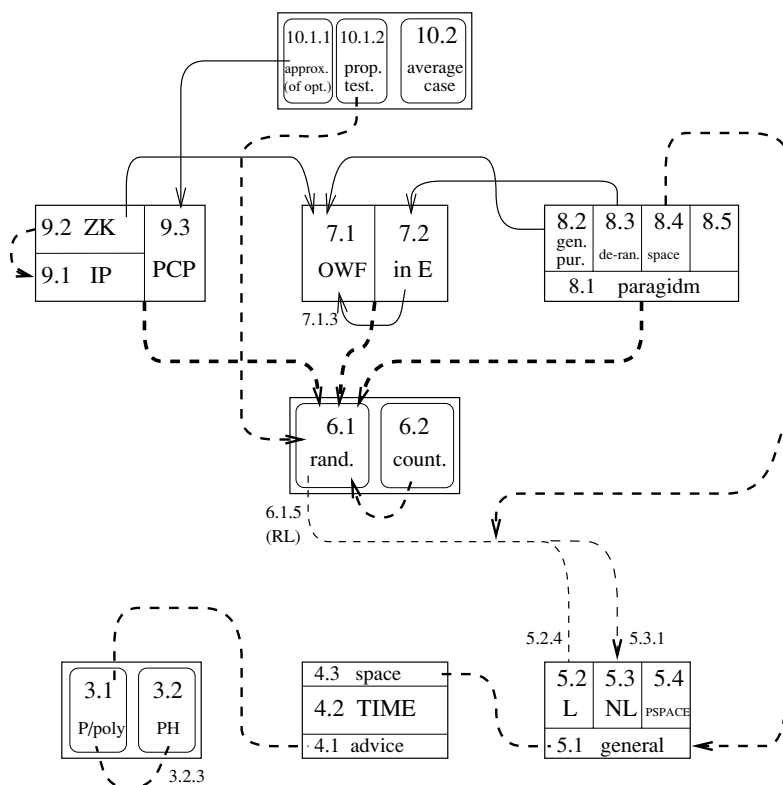 10.1.1
approx.
(of opt.)
10.1.2
prop.
test.
10.2
average
case
9.2 ZK
9.1 IP
9.3
PCP
7.1
OWF
7.2
in E
7.1.3
8.2
gen.
pur.
8.3
de-ran.
8.4
space
8.5
8.1 paragidm
6.1
rand.
6.2
count.
6.1.5
(RL)
5.2.4
5.3.1
3.1
P/poly
3.2
PH
3.2.3
4.3 space
4.2 TIME
4.1 advice
5.2
L
5.3
NL
5.4
PSPACE
5.1 general